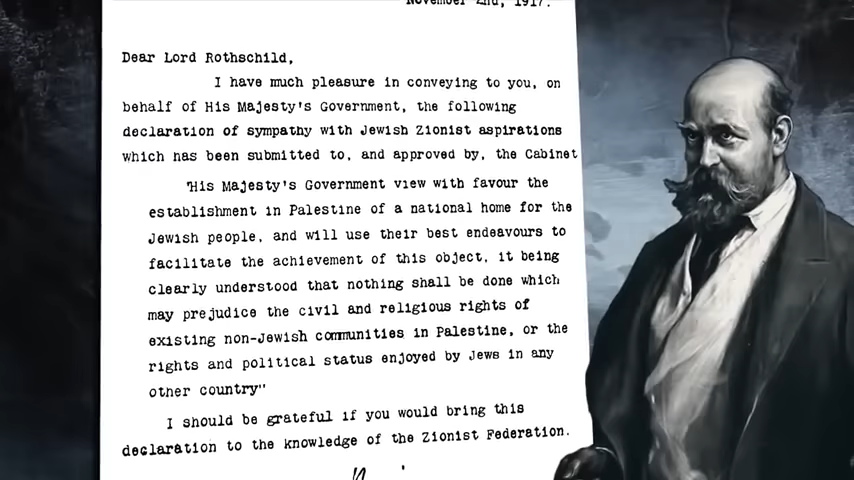 November 2nd, 1917.
Dear Lord Rothschild,
I have much pleasure in conveying to you, on
behalf of His Majesty's Government, the following
declaration of sympathy with Jewish Zionist aspirations
which has been submitted to, and approved by, the Cabinet
"His Majesty's Government view with favour the
establishment in Palestine of a national home for the
Jewish people, and will use their best endeavours to
facilitate the achievement of this object, it being
clearly understood that nothing shall be done which
may prejudice the civil and religious rights of
existing non-Jewish communities in Palestine, or the
rights and political status enjoyed by Jews in any
other country"
I should be grateful if you would bring this
declaration to the knowledge of the Zionist Federation.